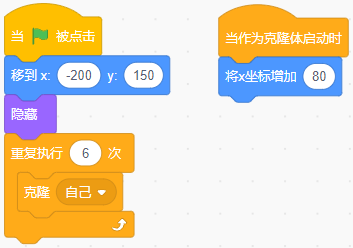 当 被点击
移到 x: -200 y: 150
隐藏
重复执行 6 次
克隆 自己
当作为克隆体启动时
将x坐标增加 80